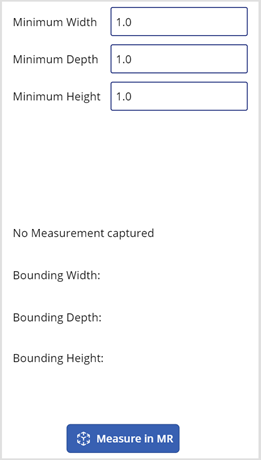 Minimum Width 1.0
Minimum Depth 1.0
Minimum Height 1.0
No Measurement captured
Bounding Width:
Bounding Depth:
Bounding Height:
Measure in MR